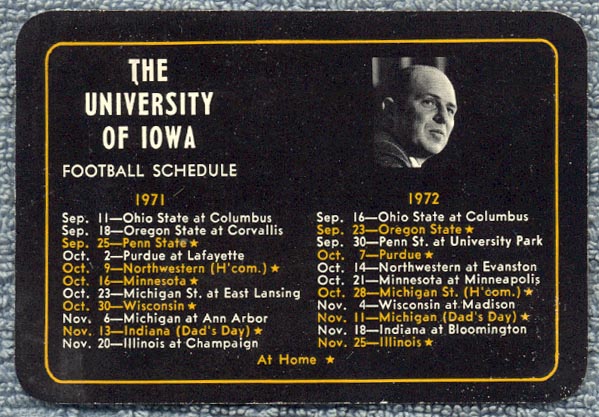 THE
UNIVERSITY
OF IOWA
FOOTBALL SCHEDULE
1971
Sep. 11—Ohio State at Columbus
Sep. 18—Oregon State at Corvallis
Sep. 25—Penn State ★
Oct. 2—Purdue at Lafayette
Oct. 9—Northwestern (H'com.) ★
Oct. 16—Minnesota ★
Oct. 23—Michigan St. at East Lansing
Oct. 30—Wisconsin ★
Nov. 6—Michigan at Ann Arbor
Nov. 13—Indiana (Dad's Day) ★
Nov. 20—Illinois at Champaign
1972
Sep. 16—Ohio State at Columbus
Sep. 23—Oregon State ★
Sep. 30—Penn St. at University Park
Oct. 7—Purdue ★
Oct. 14—Northwestern at Evanston
Oct. 21—Minnesota at Minneapolis
Oct. 28—Michigan St. (H'com.) ★
Nov. 4—Wisconsin at Madison
Nov. 11—Michigan (Dad's Day) ★
Nov. 18—Indiana at Bloomington
Nov. 25—Illinois ★
At Home ★